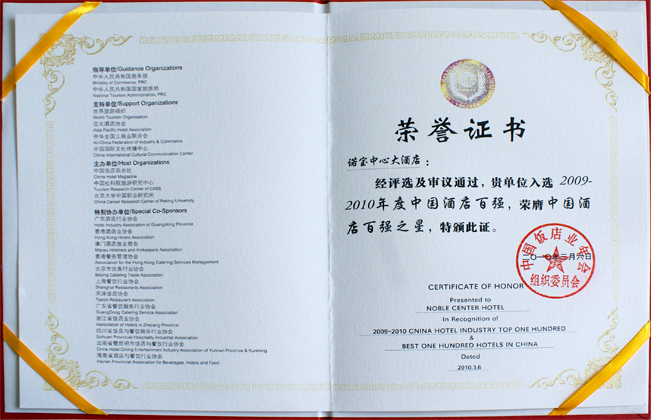 指导单位/Guidance Organizations
中华人民共和国商务部
Ministry of Commerce, PRC
中华人民共和国国家旅游局
National Tourism Administration, PRC
支持单位/Support Organizations
世界旅游组织
World Tourism Organization
亚太酒店协会
Asia Pacific Hotel Association
中华全国工商业联合会
All-China Federation of Industry & Commerce
中国国际文化传播中心
China International Cultural Communication Center
主办单位/Host Organizations
中国饭店杂志社
China Hotel Magazine
中国社科院旅游研究中心
Tourism Research Center of CASS
北京大学中国职业研究所
China Career Research Center of Peking University
特别协办单位/Special Co-Sponsors
广东酒店行业协会
Hotel Industry Association of Guangdong Province
香港酒店业协会
Hong Kong Hotels Association
澳门酒店旅业商会
Macau Hoteliers and Innkeepers Association
香港餐务管理协会
Association for the Hong Kong Catering Services Management
北京市饮食行业协会
Beijing Catering Trade Association
上海餐饮行业协会
Shanghai Restaurants Association
天津饭店协会
Tianjin Restaurant Association
广东省餐饮服务行业协会
GuangDong Catering Service Association
浙江省饭店业协会
Association of Hotels in Zhejiang Province
四川省饭店与餐饮娱乐行业协会
Sichuan Provincial Hospitality Industrial Association
云南省暨昆明市饭店与餐饮行业协会
China Hotel Dining Entertainment Industry Association of Yunnan Province & Kunming
海南省酒店与餐饮行业协会
Hainan Provincial Association for Beverages, Hotels and Food
荣誉证书
诺宝中心大酒店：
经评选及审议通过，贵单位入选 2009-
2010年度中国酒店百强，荣膺中国酒
店百强之星，特颁此证。
中国饭店业年会
二〇一〇年三月六日
组织委员会
CERTIFICATE OF HONOR
Presented to
NOBLE CENTER HOTEL
In Recognition of
2009-2010 CNINA HOTEL INDUSTRY TOP ONE HUNDRED
&
BEST ONE HUNDRED HOTELS IN CHINA
Dated
2010.3.6